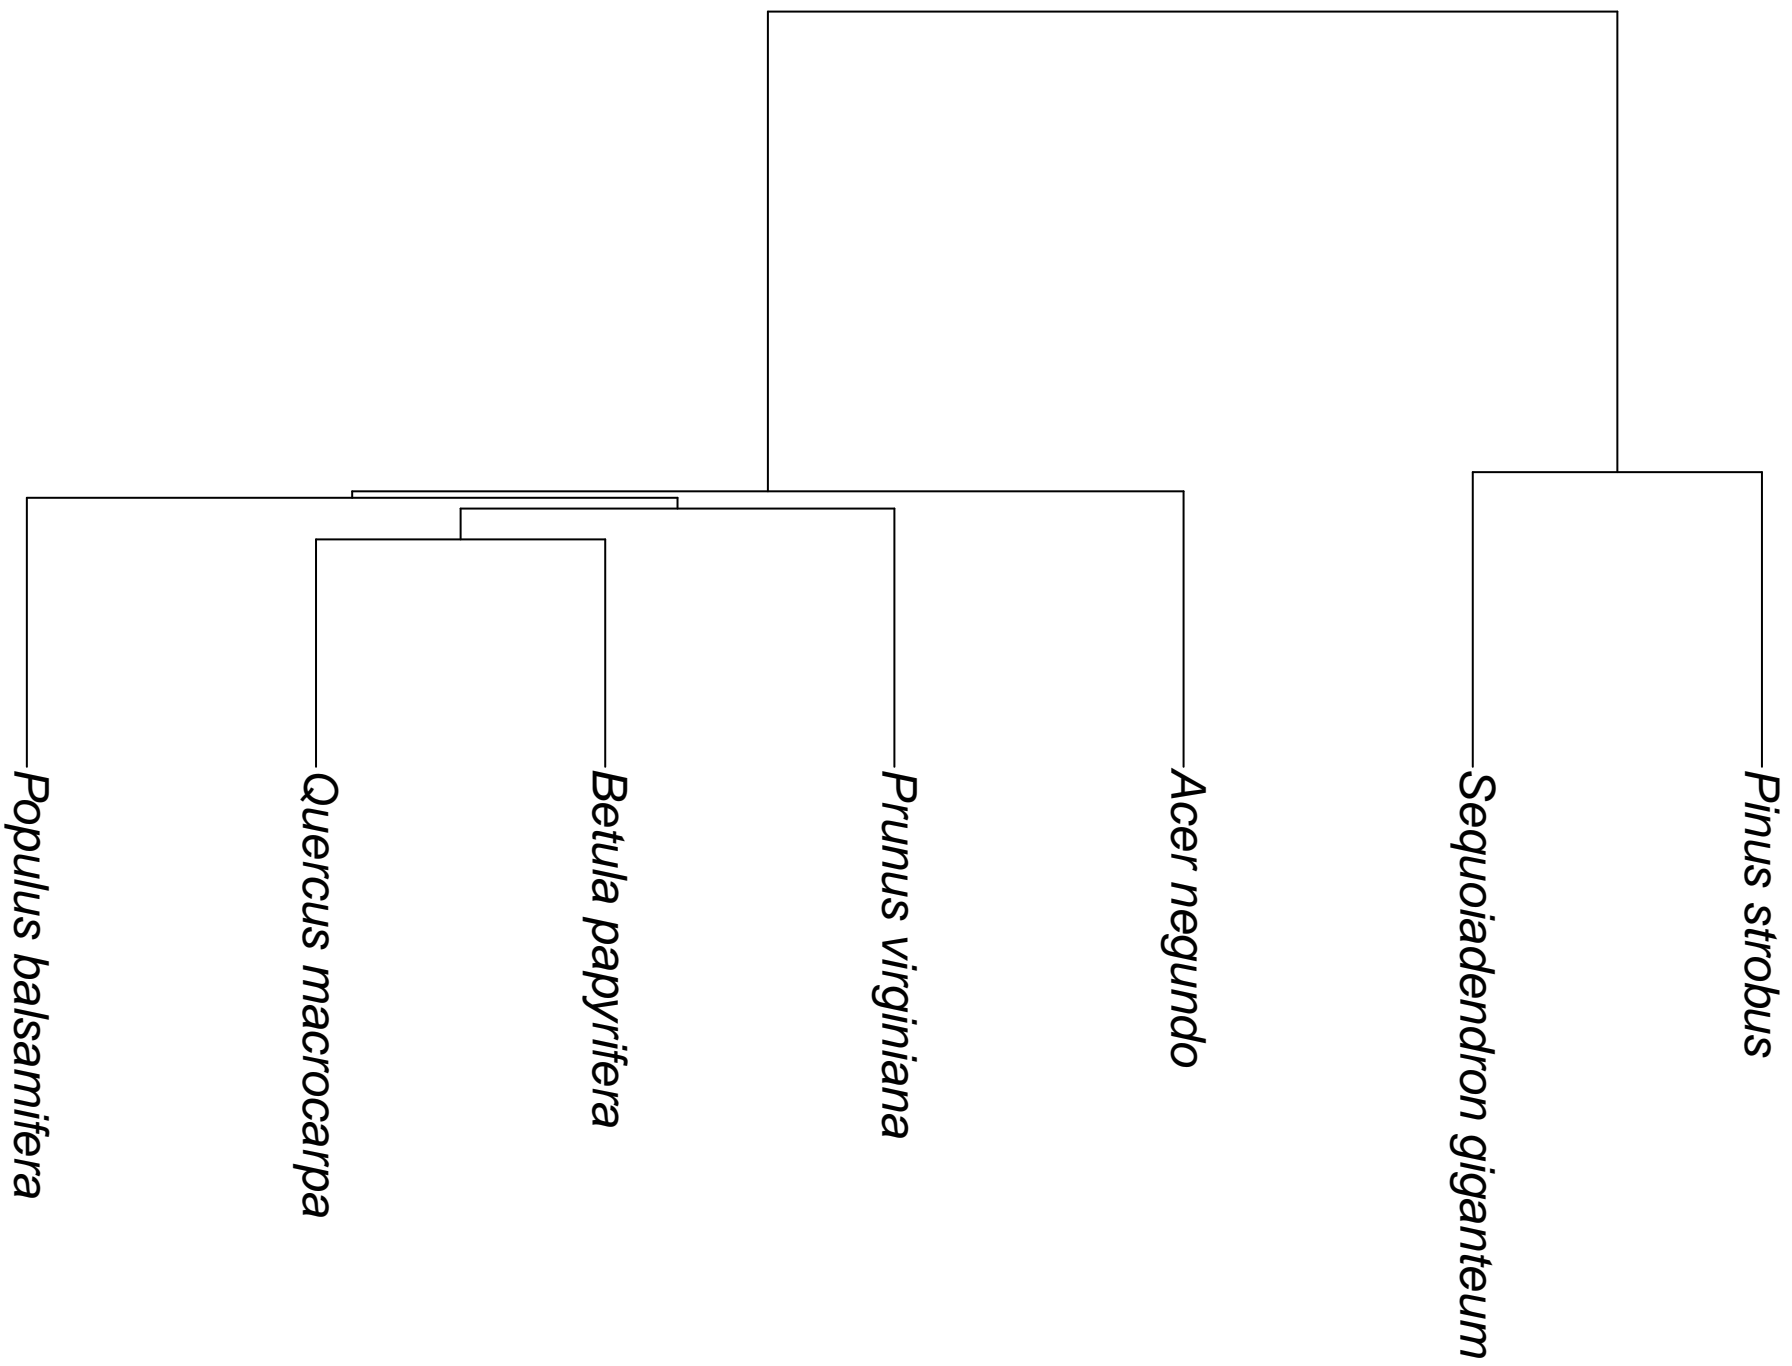 Populus balsamifera
Quercus macrocarpa
Betula papyrifera
Prunus virginiana
Acer negundo
Sequoiadendron giganteum
Pinus strobus